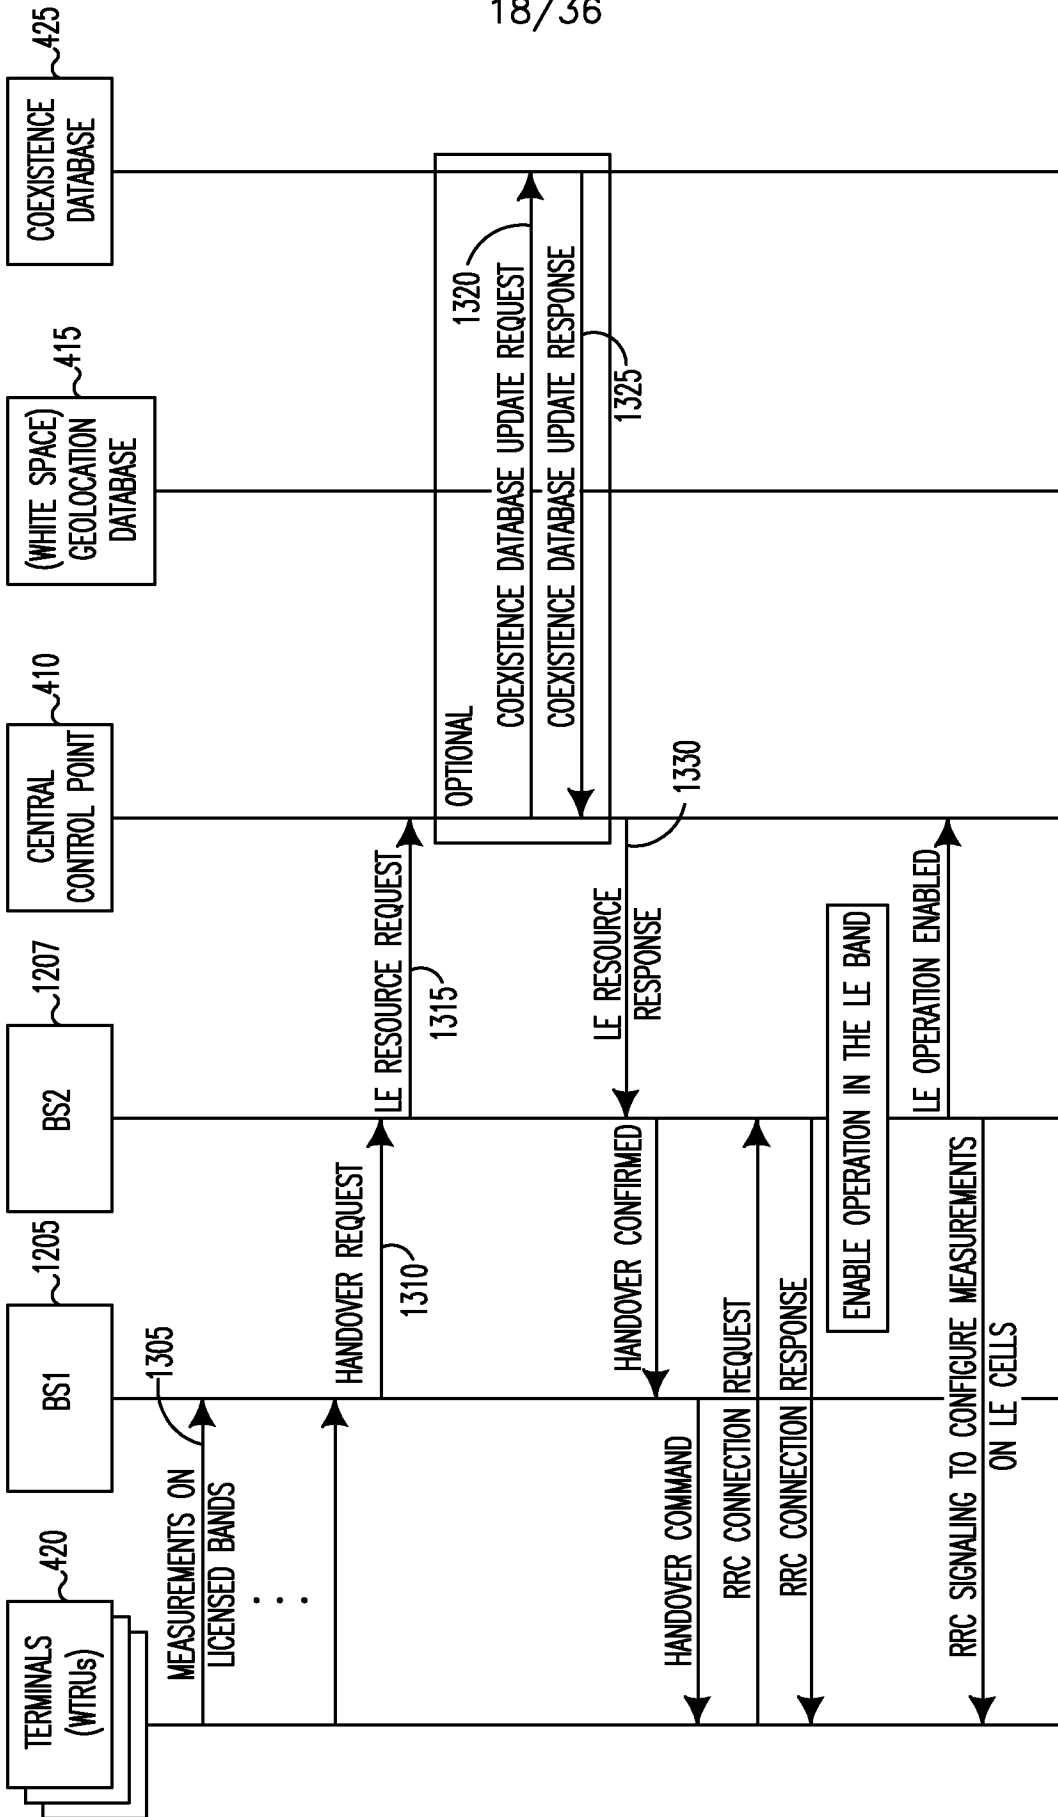 18/36
TERMINALS
(WTRUs)
420
BS1
1205
BS2
1207
CENTRAL
CONTROL POINT
410
(WHITE SPACE)
GEOLOCATION
DATABASE
415
COEXISTENCE
DATABASE
425
MEASUREMENTS ON
LICENSED BANDS
1305
. . .
HANDOVER REQUEST
1310
LE RESOURCE REQUEST
1315
OPTIONAL
COEXISTENCE DATABASE UPDATE REQUEST
1320
COEXISTENCE DATABASE UPDATE RESPONSE
1325
LE RESOURCE
RESPONSE
1330
HANDOVER CONFIRMED
HANDOVER COMMAND
RRC CONNECTION REQUEST
RRC CONNECTION RESPONSE
ENABLE OPERATION IN THE LE BAND
LE OPERATION ENABLED
RRC SIGNALING TO CONFIGURE MEASUREMENTS
ON LE CELLS